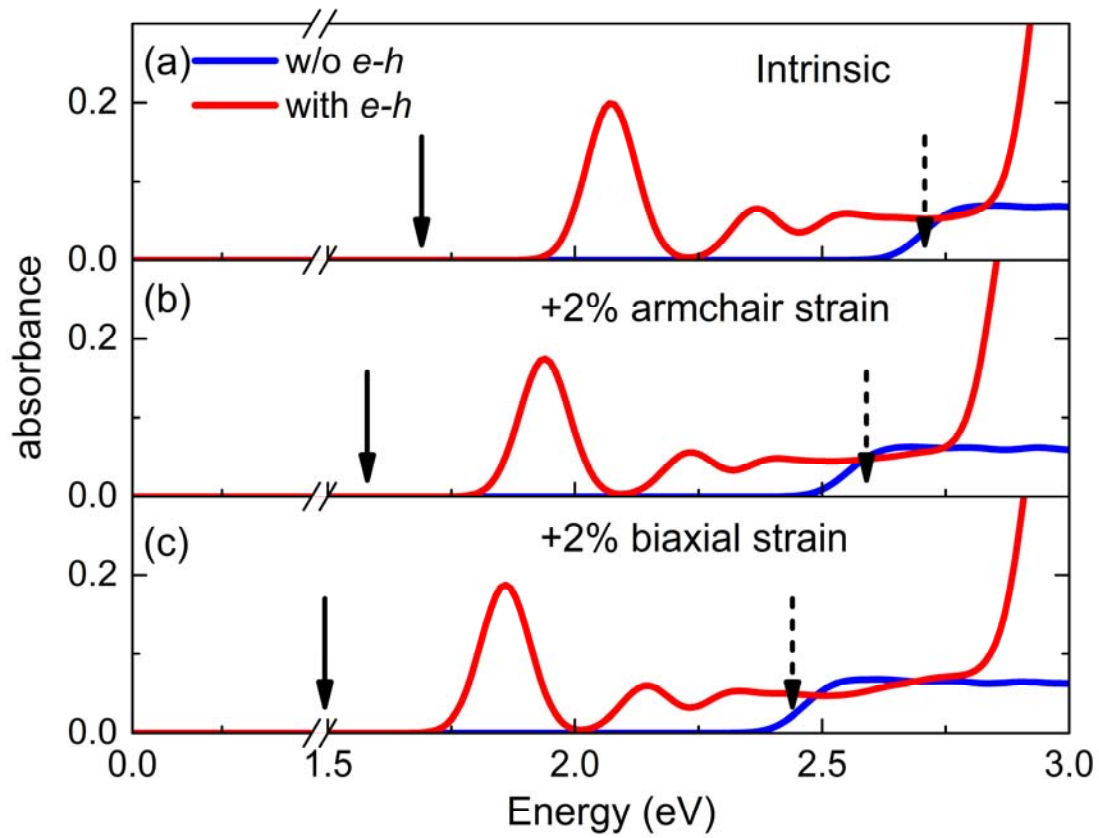 (a)
w/o e-h
with e-h
Intrinsic
0.2
0.0
(b)
+2% armchair strain
0.2
0.0
(c)
+2% biaxial strain
0.2
0.0
absorbance
0.0 1.5 2.0 2.5 3.0
Energy (eV)